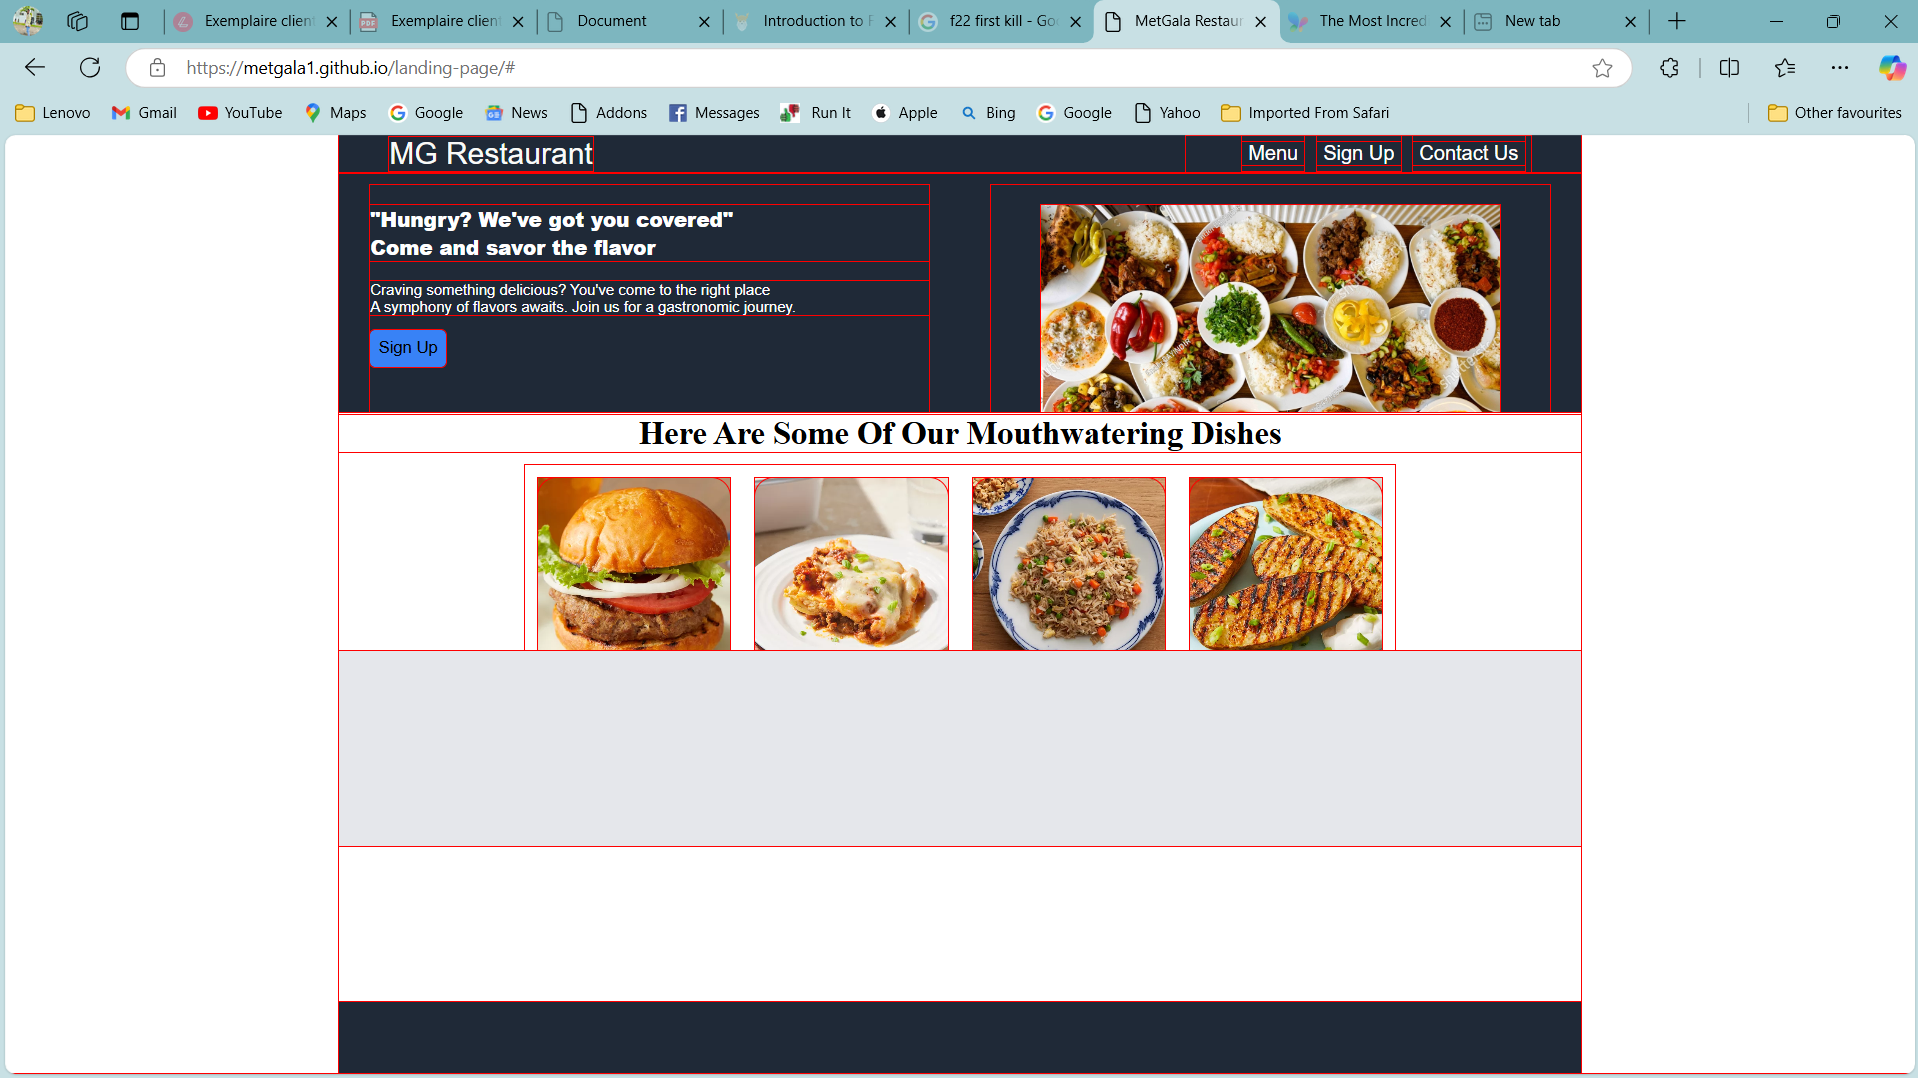 Exemplaire client
Exemplaire client
Document
Introduction to F
f22 first kill - Goo
MetGala Restaur
The Most Incred
New tab
https://metgala1.github.io/landing-page/#
Lenovo
Gmail
YouTube
Maps
Google
News
Addons
Messages
Run It
Apple
Bing
Google
Yahoo
Imported From Safari
Other favourites
MG Restaurant
Menu
Sign Up
Contact Us
"Hungry? We've got you covered"
Come and savor the flavor
Craving something delicious? You've come to the right place
A symphony of flavors awaits. Join us for a gastronomic journey.
Sign Up
Here Are Some Of Our Mouthwatering Dishes